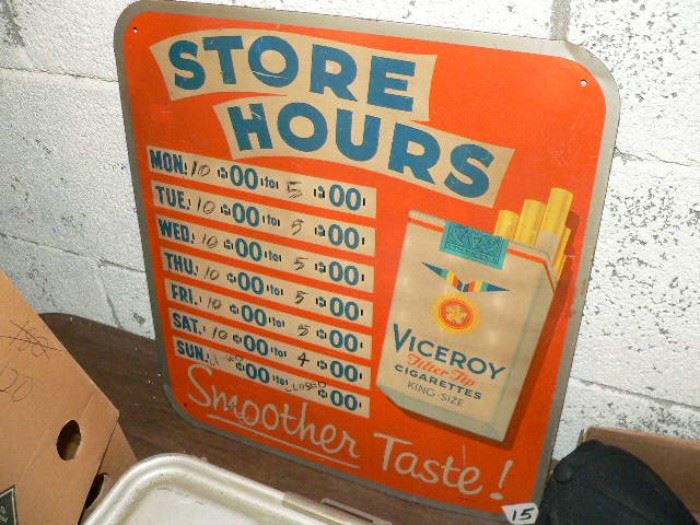 STORE
HOURS
MON. 10 :00 to 5 :00
TUE. 10 :00 to 5 :00
WED. 10 :00 to 5 :00
THU. 10 :00 to 5 :00
FRI. 10 :00 to 5 :00
SAT. 10 :00 to 4 :00
SUN. CLOSED :00 to CLOSED :00
VICEROY
Filter Tip
CIGARETTES
KING-SIZE
Smoother Taste!
15